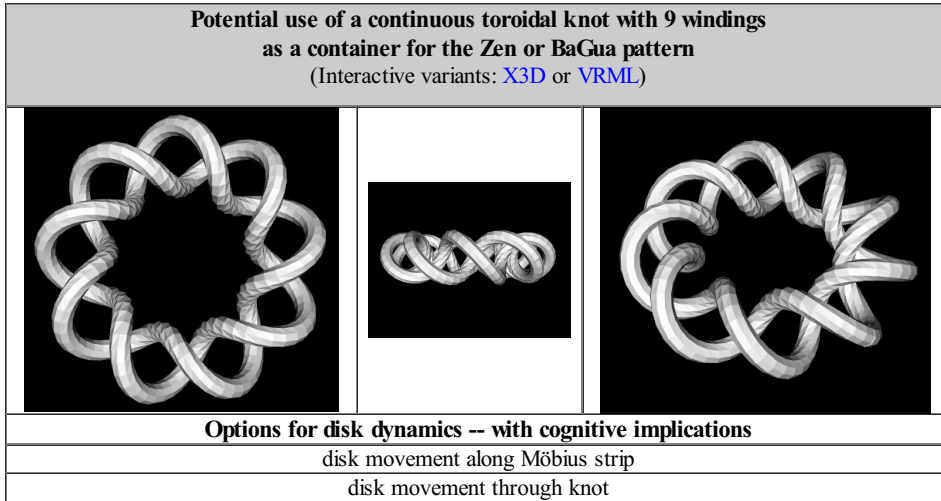 Potential use of a continuous toroidal knot with 9 windings
as a container for the Zen or BaGua pattern
(Interactive variants: X3D or VRML)
Options for disk dynamics -- with cognitive implications
disk movement along Möbius strip
disk movement through knot